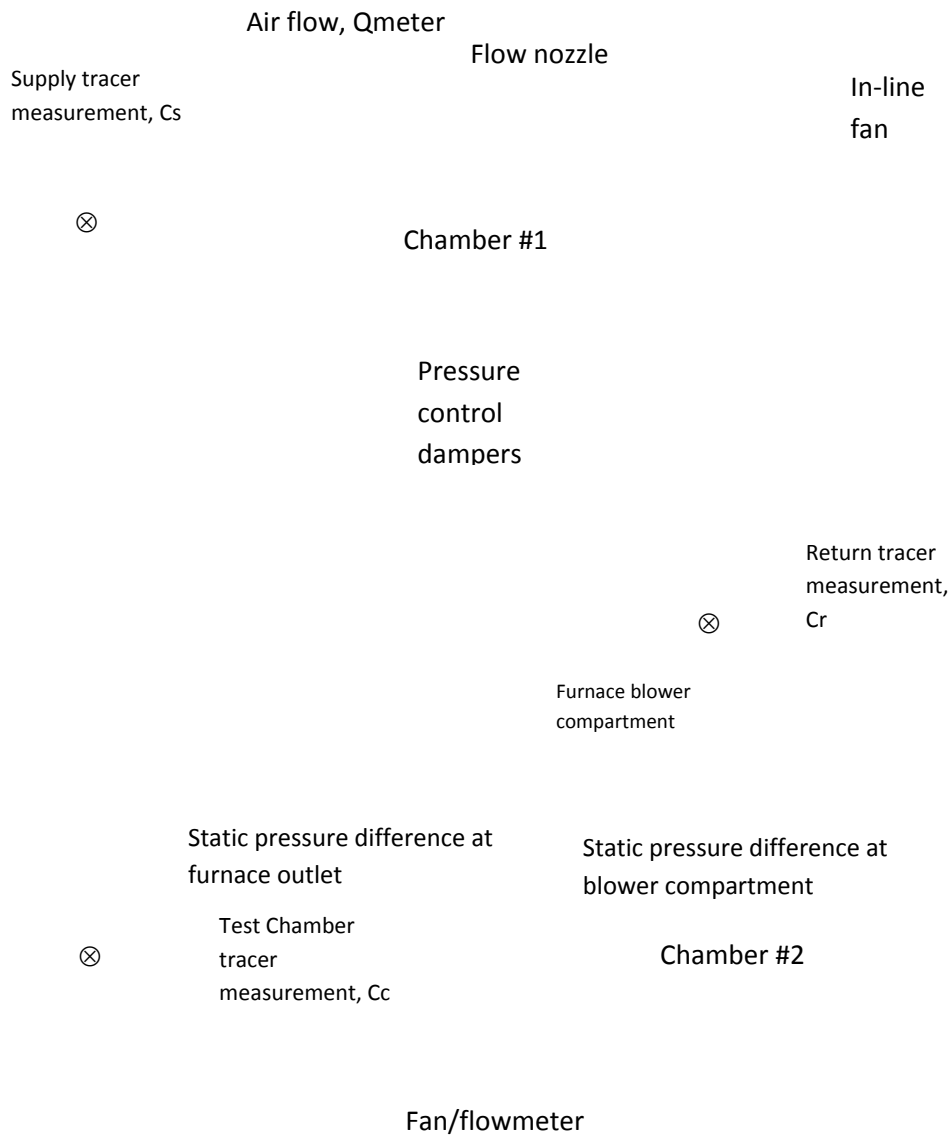 Air flow, Qmeter
Flow nozzle
Supply tracer
measurement, Cs
In-line
fan
⊗
Chamber #1
Pressure
control
dampers
Return tracer
measurement,
Cr
⊗
Furnace blower
compartment
Static pressure difference at
furnace outlet
Static pressure difference at
blower compartment
Test Chamber
tracer
measurement, Cc
⊗
Chamber #2
Fan/flowmeter